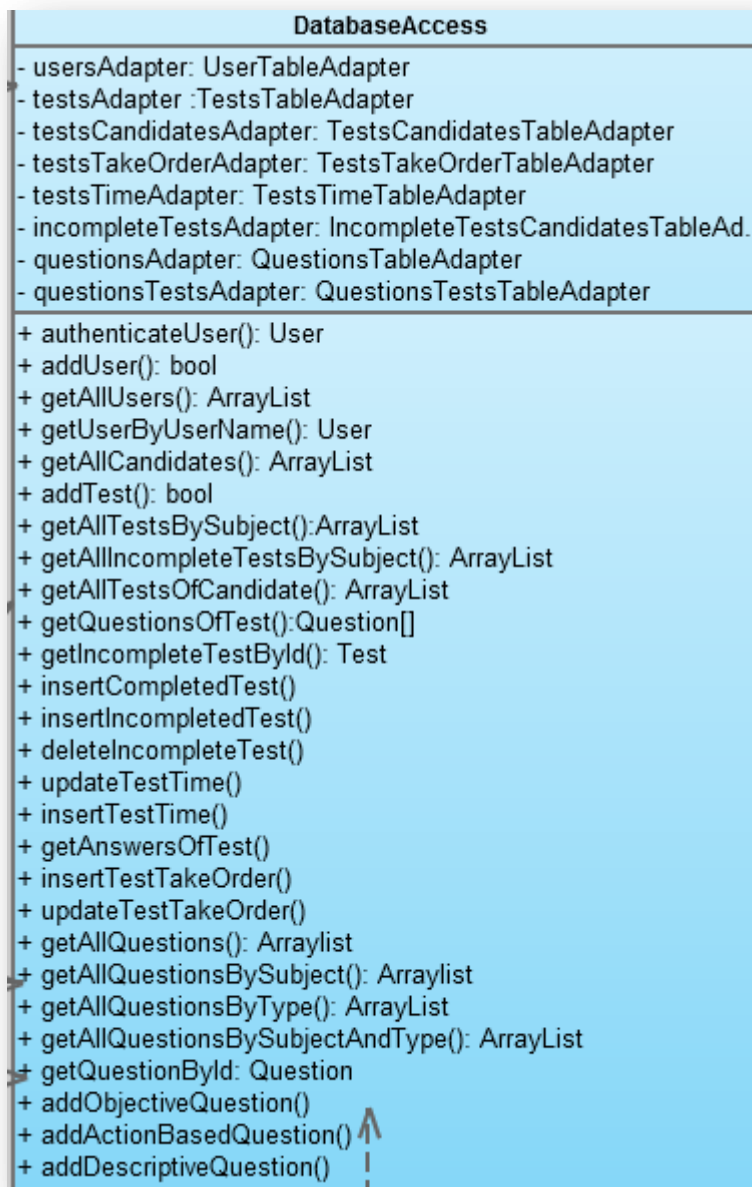 DatabaseAccess
- usersAdapter: UserTableAdapter
- testsAdapter :TestsTableAdapter
- testsCandidatesAdapter: TestsCandidatesTableAdapter
- testsTakeOrderAdapter: TestsTakeOrderTableAdapter
- testsTimeAdapter: TestsTimeTableAdapter
- incompleteTestsAdapter: IncompleteTestsCandidatesTableAd..
- questionsAdapter: QuestionsTableAdapter
- questionsTestsAdapter: QuestionsTestsTableAdapter
+ authenticateUser(): User
+ addUser(): bool
+ getAllUsers(): ArrayList
+ getUserByUserName(): User
+ getAllCandidates(): ArrayList
+ addTest(): bool
+ getAllTestsBySubject():ArrayList
+ getAllIncompleteTestsBySubject(): ArrayList
+ getAllTestsOfCandidate(): ArrayList
+ getQuestionsOfTest():Question[]
+ getIncompleteTestById(): Test
+ insertCompletedTest()
+ insertIncompletedTest()
+ deleteIncompleteTest()
+ updateTestTime()
+ insertTestTime()
+ getAnswersOfTest()
+ insertTestTakeOrder()
+ updateTestTakeOrder()
+ getAllQuestions(): Arraylist
+ getAllQuestionsBySubject(): Arraylist
+ getAllQuestionsByType(): ArrayList
+ getAllQuestionsBySubjectAndType(): ArrayList
+ getQuestionById: Question
+ addObjectiveQuestion()
+ addActionBasedQuestion()
+ addDescriptiveQuestion()